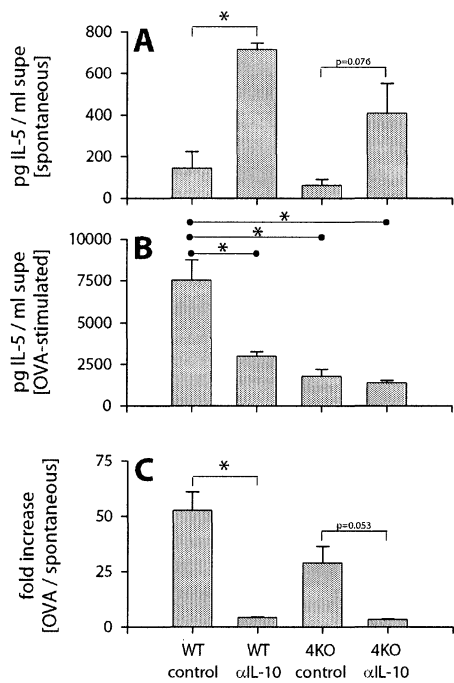 A
*
p=0.076
800
600
400
200
0
pg IL-5 / ml supe
[spontaneous]
B
*
*
*
10000
7500
5000
2500
0
pg IL-5 / ml supe
[OVA-stimulated]
C
*
p=0.053
75
50
25
0
fold increase
[OVA / spontaneous]
WT WT 4KO 4KO
control αIL-10 control αIL-10